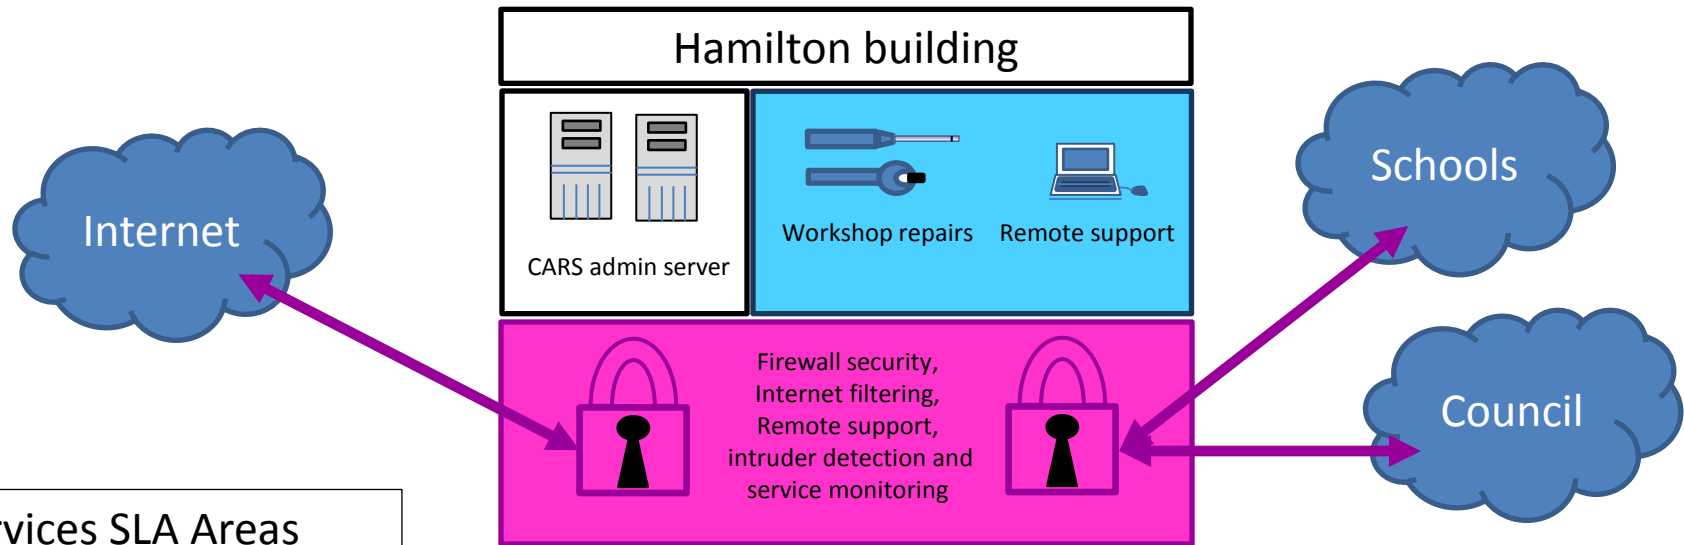 Hamilton building
Internet
CARS admin server
Workshop repairs
Remote support
Schools
Council
Firewall security,
Internet filtering,
Remote support,
intruder detection and
service monitoring
SLA Areas